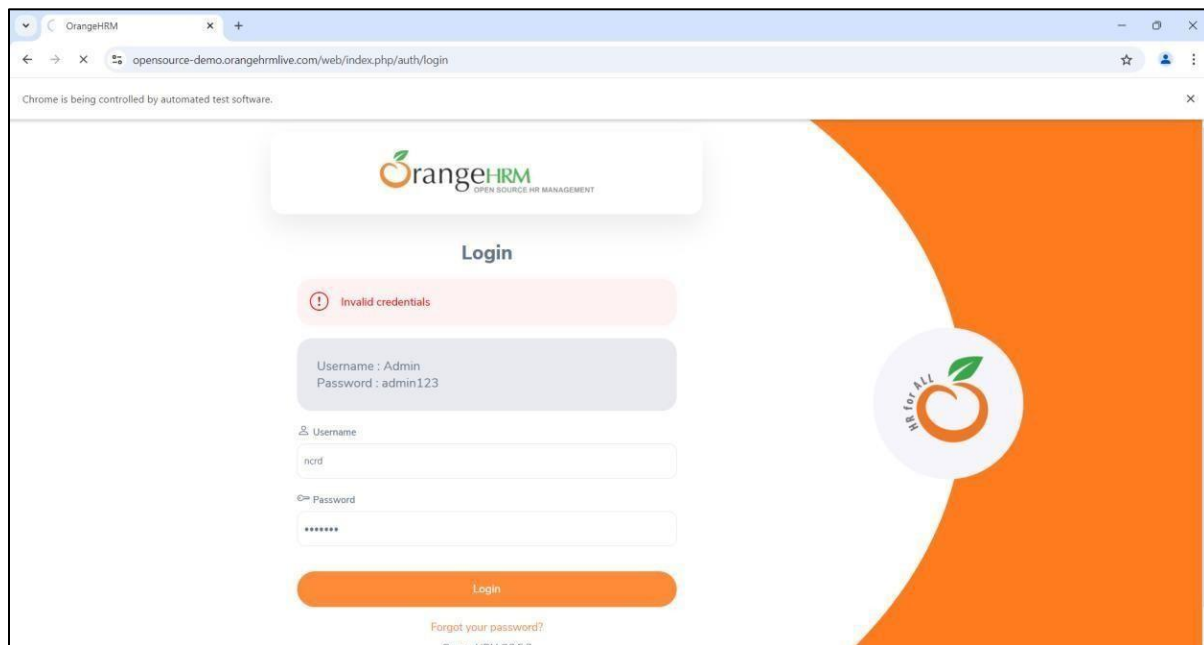 OrangeHRM
opensource-demo.orangehrmlive.com/web/index.php/auth/login
Chrome is being controlled by automated test software.
OrangeHRM
OPEN SOURCE HR MANAGEMENT
Login
Invalid credentials
Username : Admin
Password : admin123
HR for ALL
Username
ncrd
Password
•••••••
Login
Forgot your password?